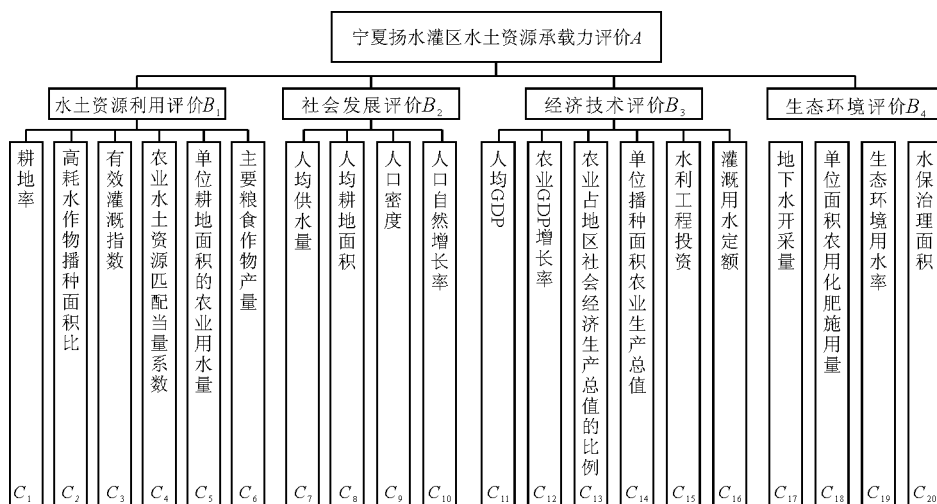 宁夏扬水灌区水土资源承载力评价A
水土资源利用评价B₁
社会发展评价B₂
经济技术评价B₃
生态环境评价B₄
耕地率
高耗水作物播种面积比
有效灌溉指数
农业水土资源匹配当量系数
单位耕地面积的农业用水量
主要粮食作物产量
人均供水量
人均耕地面积
人口密度
人口自然增长率
人均GDP
农业GDP增长率
农业占地区社会经济生产总值的比例
单位播种面积农业生产总值
水利工程投资
灌溉用水定额
地下水开采量
单位面积农用化肥施用量
生态环境用水率
水保治理面积
C₁
C₂
C₃
C₄
C₅
C₆
C₇
C₈
C₉
C₁₀
C₁₁
C₁₂
C₁₃
C₁₄
C₁₅
C₁₆
C₁₇
C₁₈
C₁₉
C₂₀